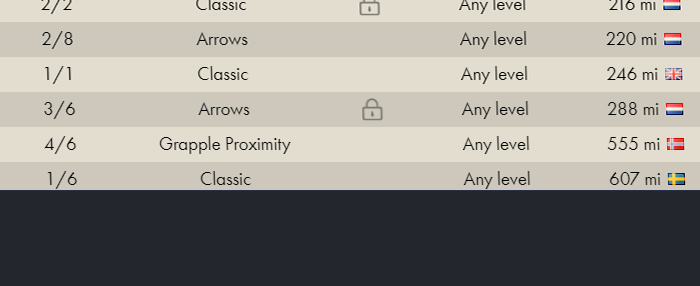 2/2 Classic Any level 216 mi
2/8 Arrows Any level 220 mi
1/1 Classic Any level 246 mi
3/6 Arrows Any level 288 mi
4/6 Grapple Proximity Any level 555 mi
1/6 Classic Any level 607 mi